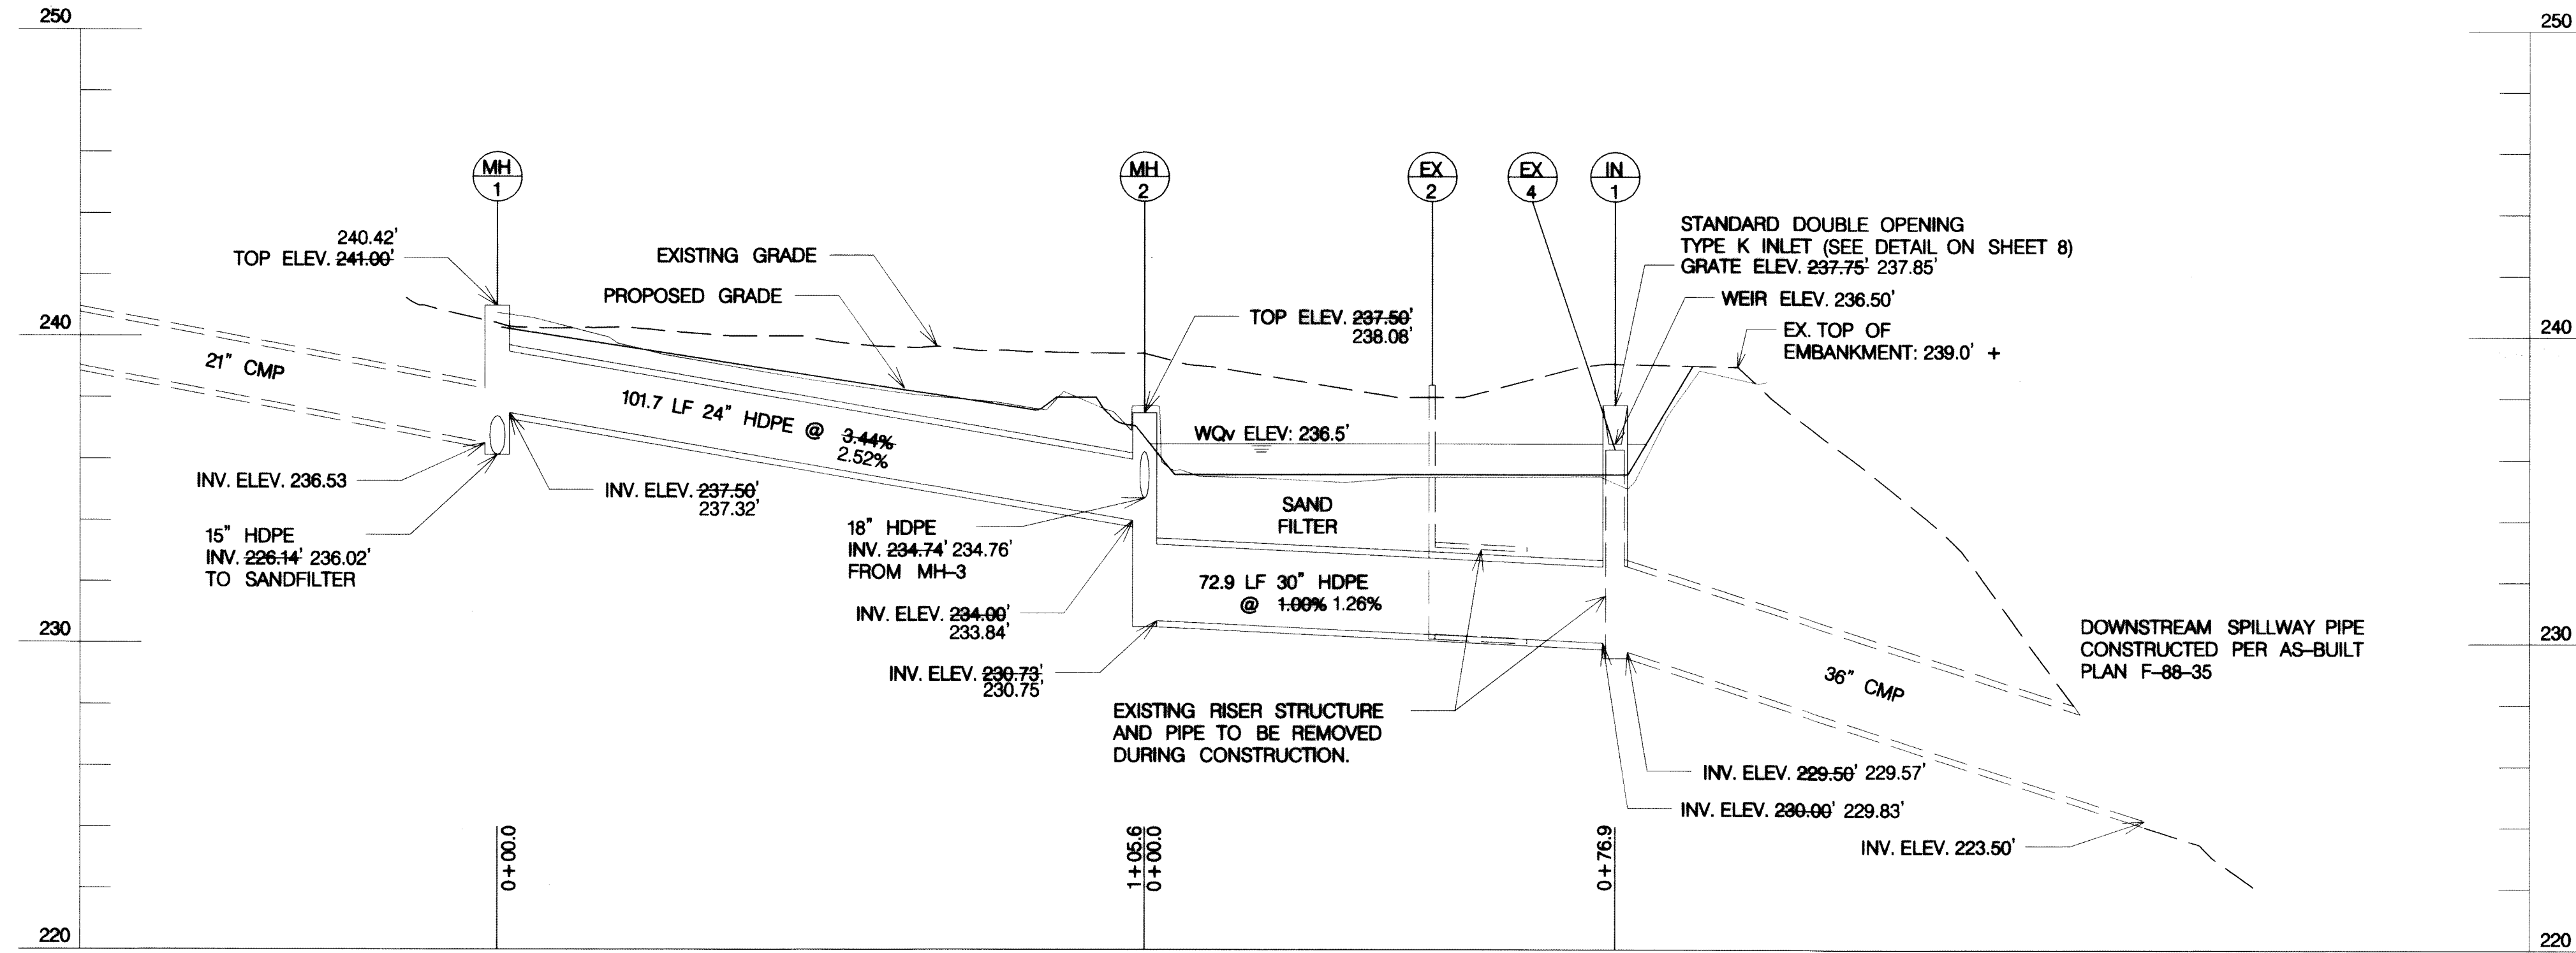 250
250
MH
1
MH
2
EX
2
EX
4
IN
1
240.42'
TOP ELEV. 241.00'
EXISTING GRADE
PROPOSED GRADE
STANDARD DOUBLE OPENING
TYPE K INLET (SEE DETAIL ON SHEET 8)
GRATE ELEV. 237.75' 237.85'
WEIR ELEV. 236.50'
TOP ELEV. 237.50'
238.08'
EX. TOP OF
EMBANKMENT: 239.0' +
240
240
21" CMP
101.7 LF 24" HDPE @ 3.44%
2.52%
WQv ELEV: 236.5'
INV. ELEV. 236.53
INV. ELEV. 237.50'
237.32'
SAND
FILTER
15" HDPE
INV. 226.14' 236.02'
TO SANDFILTER
18" HDPE
INV. 234.74' 234.76'
FROM MH-3
72.9 LF 30" HDPE
@ 1.00% 1.26%
INV. ELEV. 234.00'
233.84'
230
230
DOWNSTREAM SPILLWAY PIPE
CONSTRUCTED PER AS-BUILT
PLAN F-88-35
INV. ELEV. 230.73'
230.75'
36" CMP
EXISTING RISER STRUCTURE
AND PIPE TO BE REMOVED
DURING CONSTRUCTION.
INV. ELEV. 229.50' 229.57'
INV. ELEV. 230.00' 229.83'
INV. ELEV. 223.50'
0+00.0
1+05.6
0+00.0
0+76.9
220
220